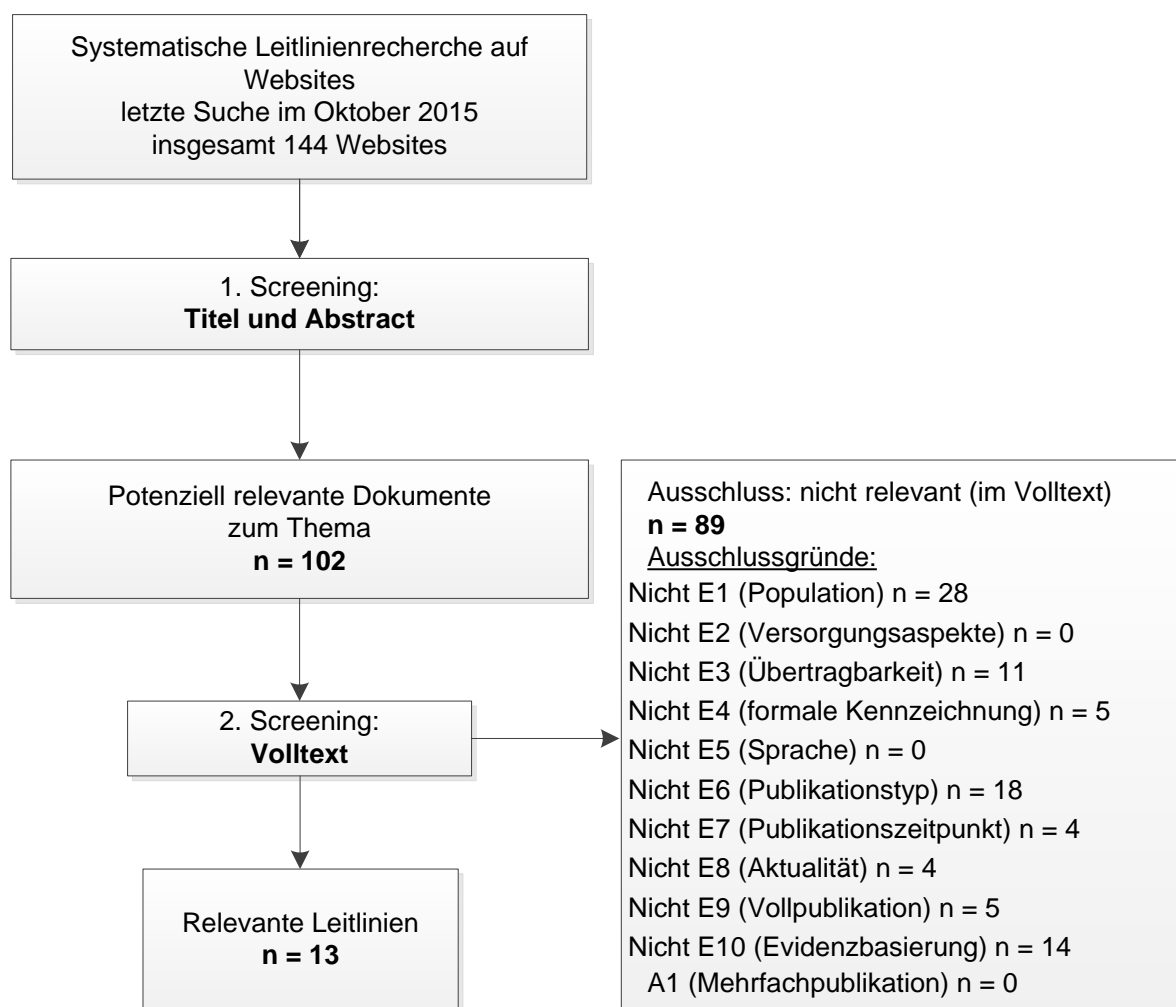 Systematische Leitlinienrecherche auf
Websites
letzte Suche im Oktober 2015
insgesamt 144 Websites
1. Screening:
Titel und Abstract
Potenziell relevante Dokumente
zum Thema
n = 102
2. Screening:
Volltext
Ausschluss: nicht relevant (im Volltext)
n = 89
Ausschlussgründe:
Nicht E1 (Population) n = 28
Nicht E2 (Versorgungsaspekte) n = 0
Nicht E3 (Übertragbarkeit) n = 11
Nicht E4 (formale Kennzeichnung) n = 5
Nicht E5 (Sprache) n = 0
Nicht E6 (Publikationstyp) n = 18
Nicht E7 (Publikationszeitpunkt) n = 4
Nicht E8 (Aktualität) n = 4
Nicht E9 (Vollpublikation) n = 5
Nicht E10 (Evidenzbasierung) n = 14
A1 (Mehrfachpublikation) n = 0
Relevante Leitlinien
n = 13